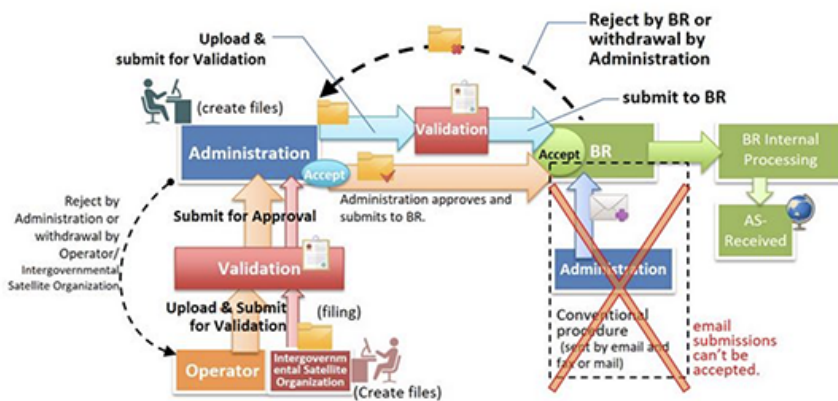 Upload &
submit for Validation
Reject by BR or
withdrawal by
Administration
(create files)
submit to BR
Administration
Validation
Accept
BR
BR Internal
Processing
Accept
Administration approves and
submits to BR.
Reject by
Administration or
withdrawal by
Operator/
Intergovernmental
Satellite Organization
Submit for Approval
AS-
Received
Validation
Administration
Upload & Submit
for Validation
(filing)
Conventional
procedure
(sent by email and
fax or mail)
email
submissions
can't be
accepted.
Operator
Intergovernm
ental Satellite
Organization
(Create files)